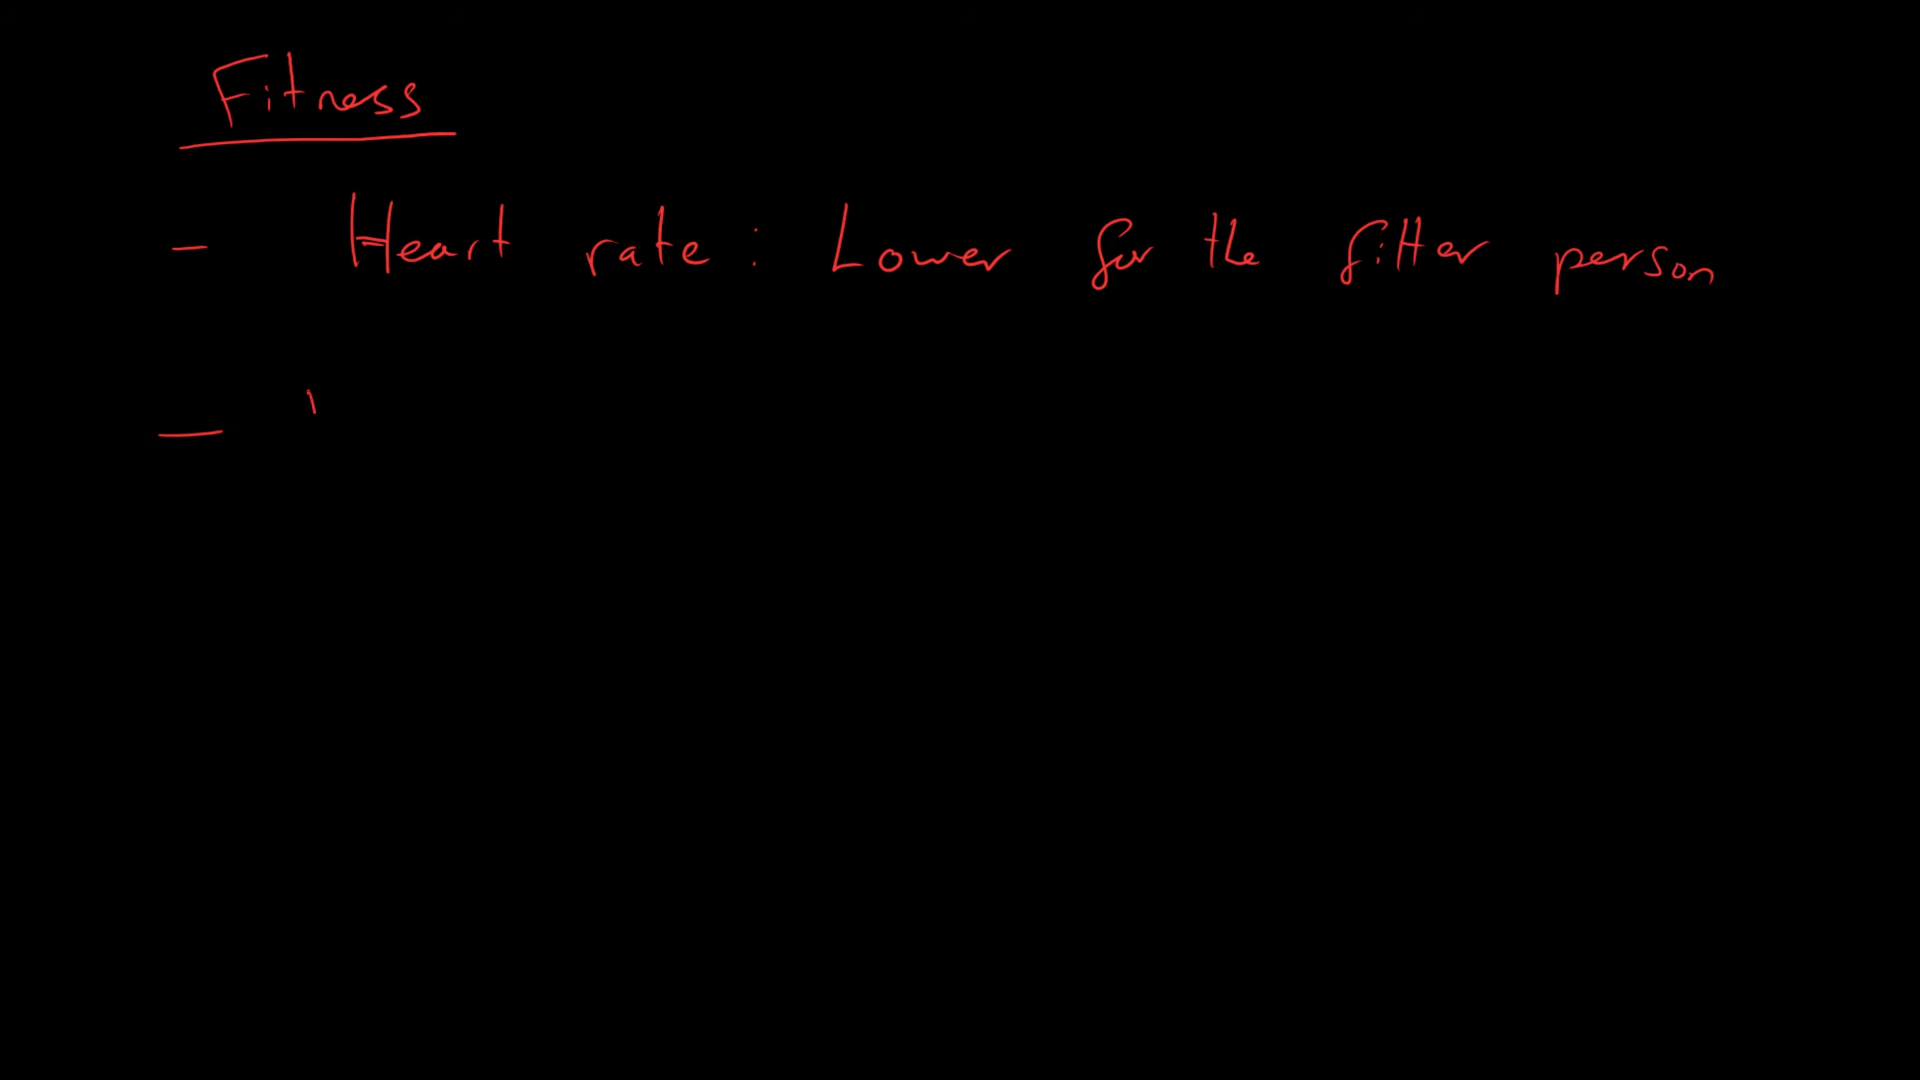 Fitness
- Heart rate: Lower for the fitter person
-